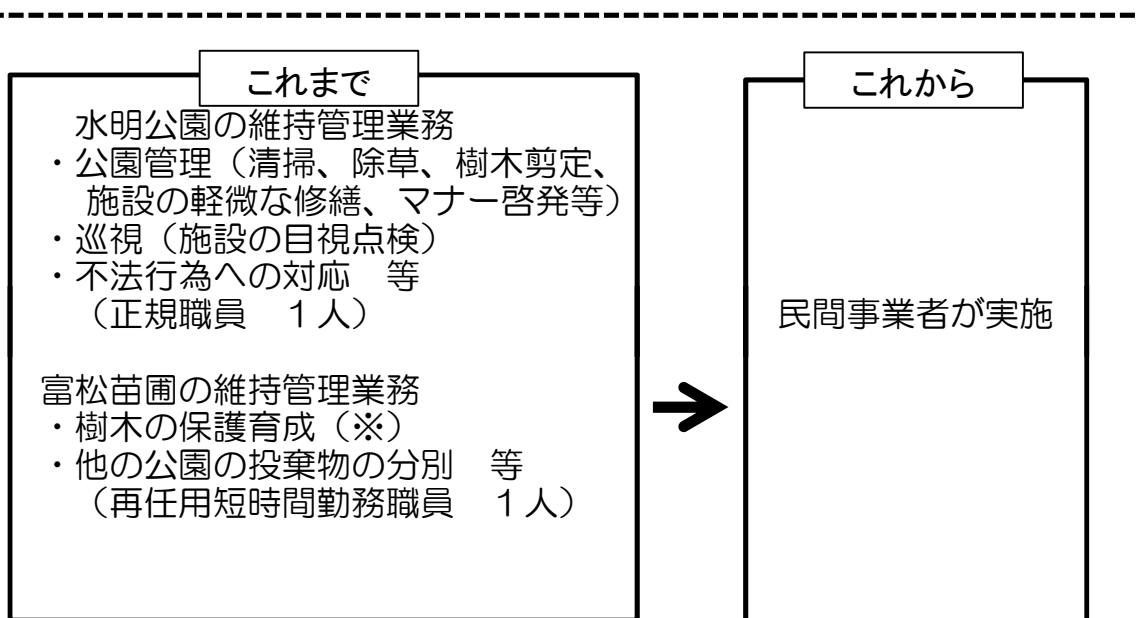 これまで
水明公園の維持管理業務
・公園管理（清掃、除草、樹木剪定、
施設の軽微な修繕、マナー啓発等）
・巡視（施設の目視点検）
・不法行為への対応　等
（正規職員　１人）
富松苗圃の維持管理業務
・樹木の保護育成（※）
・他の公園の投棄物の分別　等
（再任用短時間勤務職員　１人）
これから
民間事業者が実施